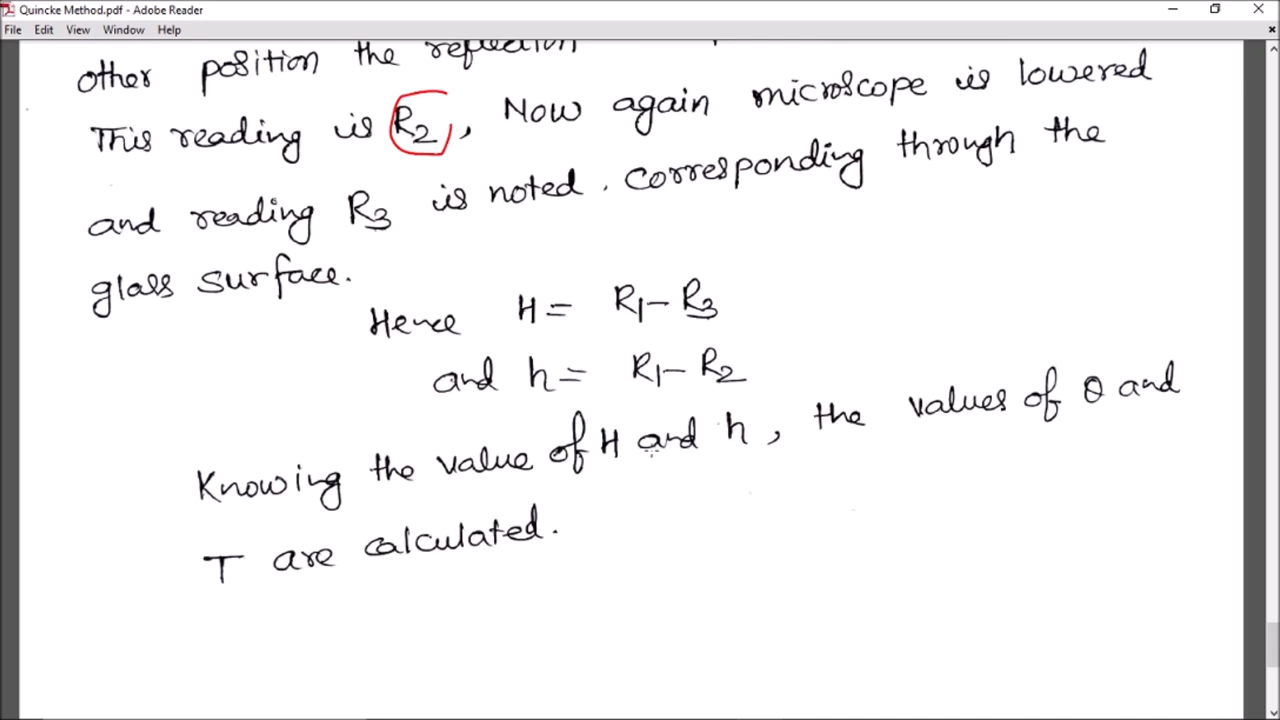 Quincke Method.pdf - Adobe Reader
File Edit View Window Help
other position the reflection
This reading is R2, Now again microscope is lowered
and reading R3 is noted. Corresponding through the
glass surface.
Hence H = R1 - R3
and h = R1 - R2
Knowing the value of H and h, the values of θ and
T are calculated.